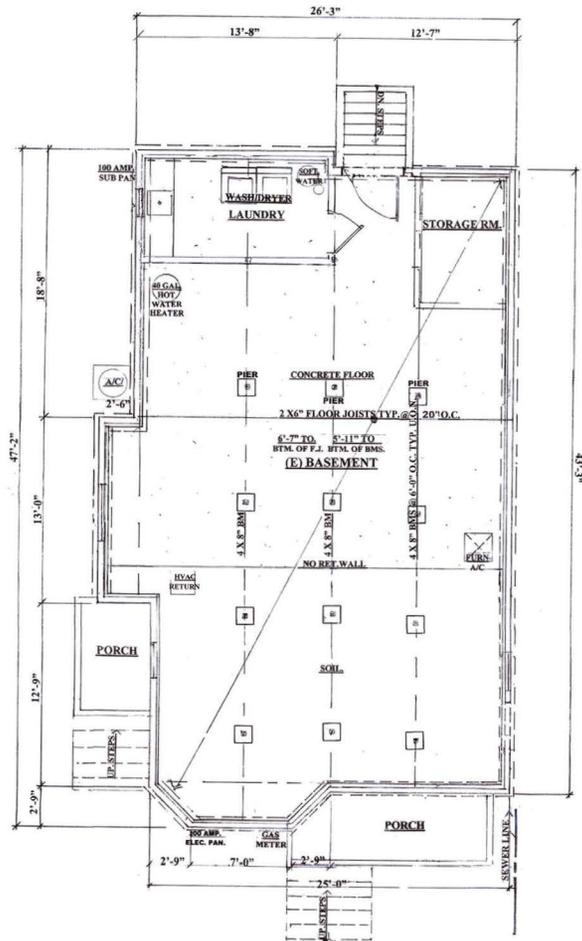 26'-3"
13'-8"
12'-7"
DN. STEPS
100 AMP.
SUB PAN
SOFT
WATER
WASH/DRYER
LAUNDRY
STORAGE RM.
18'-8"
40 GAL.
HOT
WATER
HEATER
A/C/
2'-6"
PIER
CONCRETE FLOOR
PIER
PIER
2 X6" FLOOR JOISTS TYP.@ 20"O.C.
6'-7" TO. 5'-11" TO
BTM. OF F.J. BTM. OF BMS.
(E) BASEMENT
47'-2"
43'-3"
13'-0"
4 X 8" BM
4 X 8" BM
4 X 8" BMS @ 6'-0" O.C. TYP. U.O.N.
FURN
A/C
NO RET.WALL
HVAC
RETURN
PORCH
12'-9"
SOIL
UP. STEPS
2'-9"
200 AMP.
ELEC. PAN.
GAS
METER
PORCH
SEWER LINE
2'-9"
7'-0"
2'-9"
25'-0"
UP. STEPS